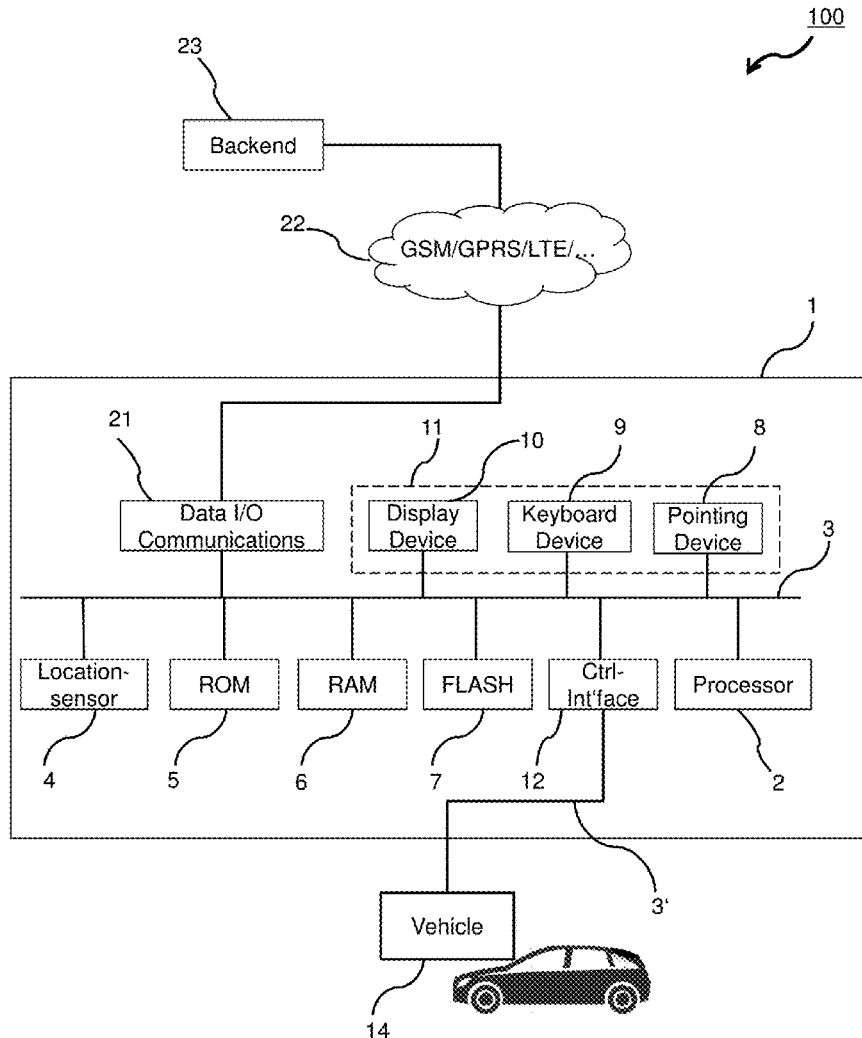 100
23
Backend
22
GSM/GPRS/LTE/...
1
21
11
10
9
8
Data I/O
Communications
Display
Device
Keyboard
Device
Pointing
Device
3
Location-
sensor
ROM
RAM
FLASH
Ctrl-
Int'face
Processor
4
5
6
7
12
2
3'
Vehicle
14